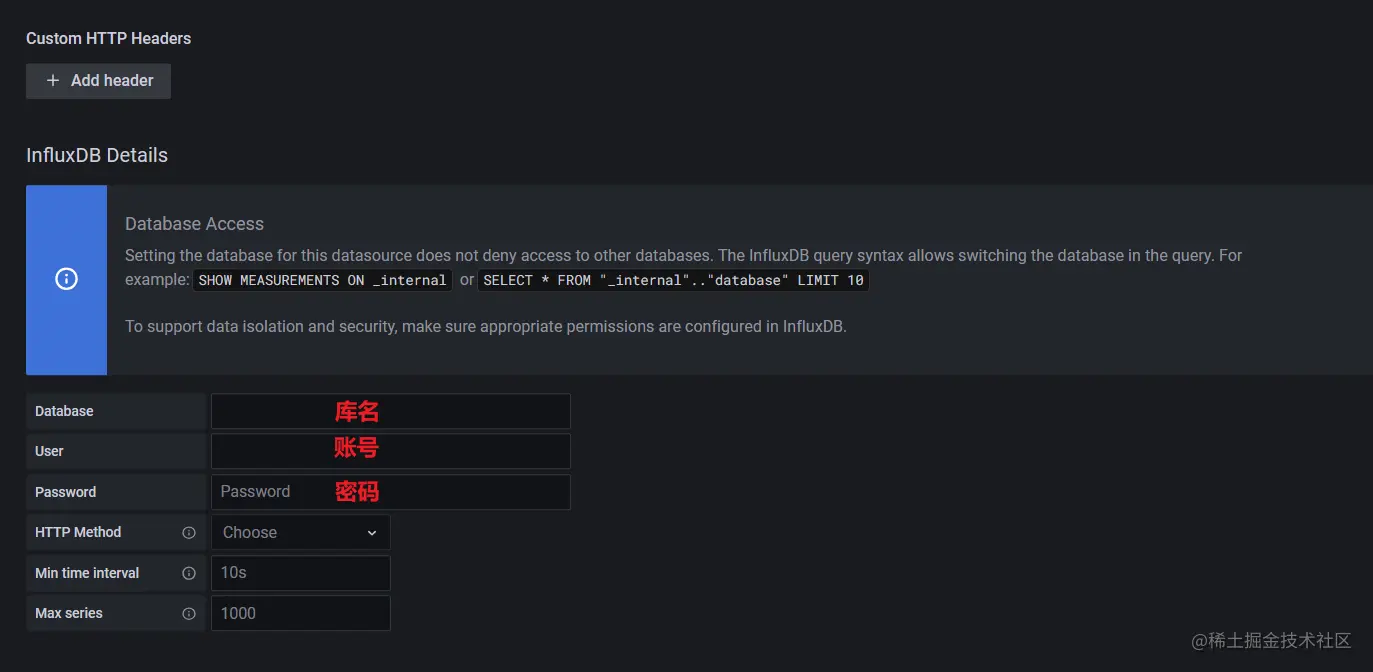 Custom HTTP Headers
+ Add header
InfluxDB Details
Database Access
Setting the database for this datasource does not deny access to other databases. The InfluxDB query syntax allows switching the database in the query. For
example: SHOW MEASUREMENTS ON _internal or SELECT * FROM "_internal".."database" LIMIT 10
To support data isolation and security, make sure appropriate permissions are configured in InfluxDB.
Database 库名
User 账号
Password Password 密码
HTTP Method Choose
Min time interval 10s
Max series 1000
@稀土掘金技术社区